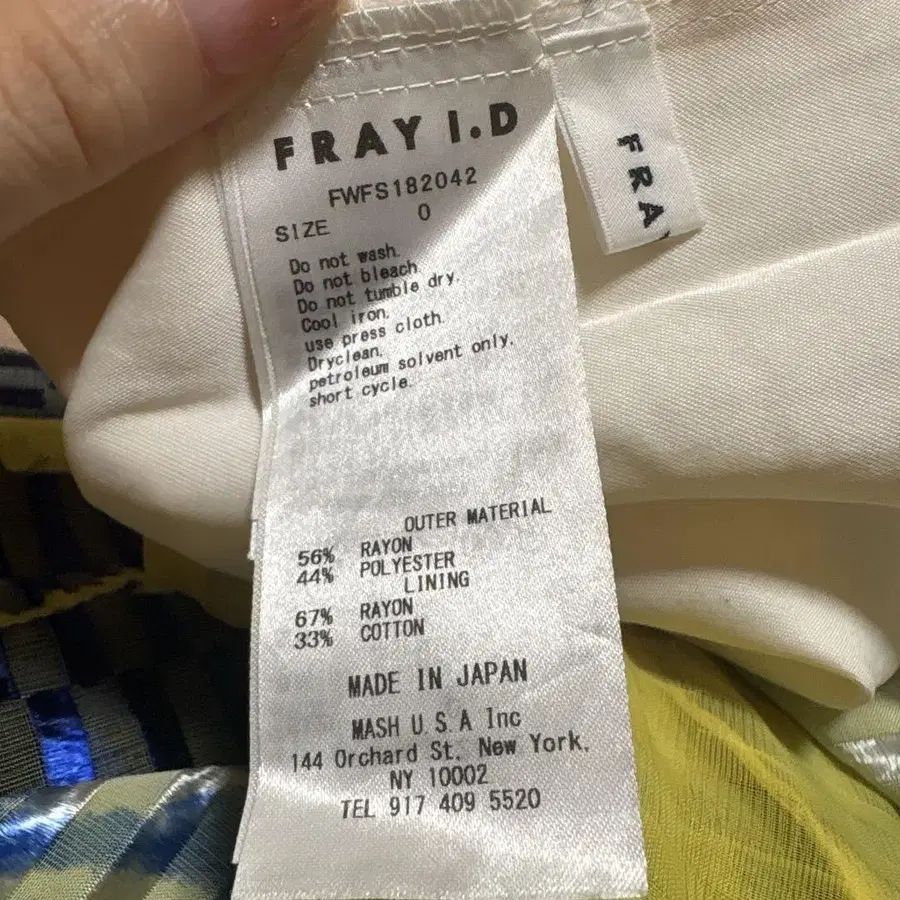 FRAY I.D
FWFS182042
SIZE 0
Do not wash.
Do not bleach.
Do not tumble dry.
Cool iron.
use press cloth.
Dryclean.
petroleum solvent only.
short cycle.
OUTER MATERIAL
56% RAYON
44% POLYESTER
LINING
67% RAYON
33% COTTON
MADE IN JAPAN
MASH U.S.A Inc
144 Orchard St. New York.
NY 10002
TEL 917 409 5520
FRA